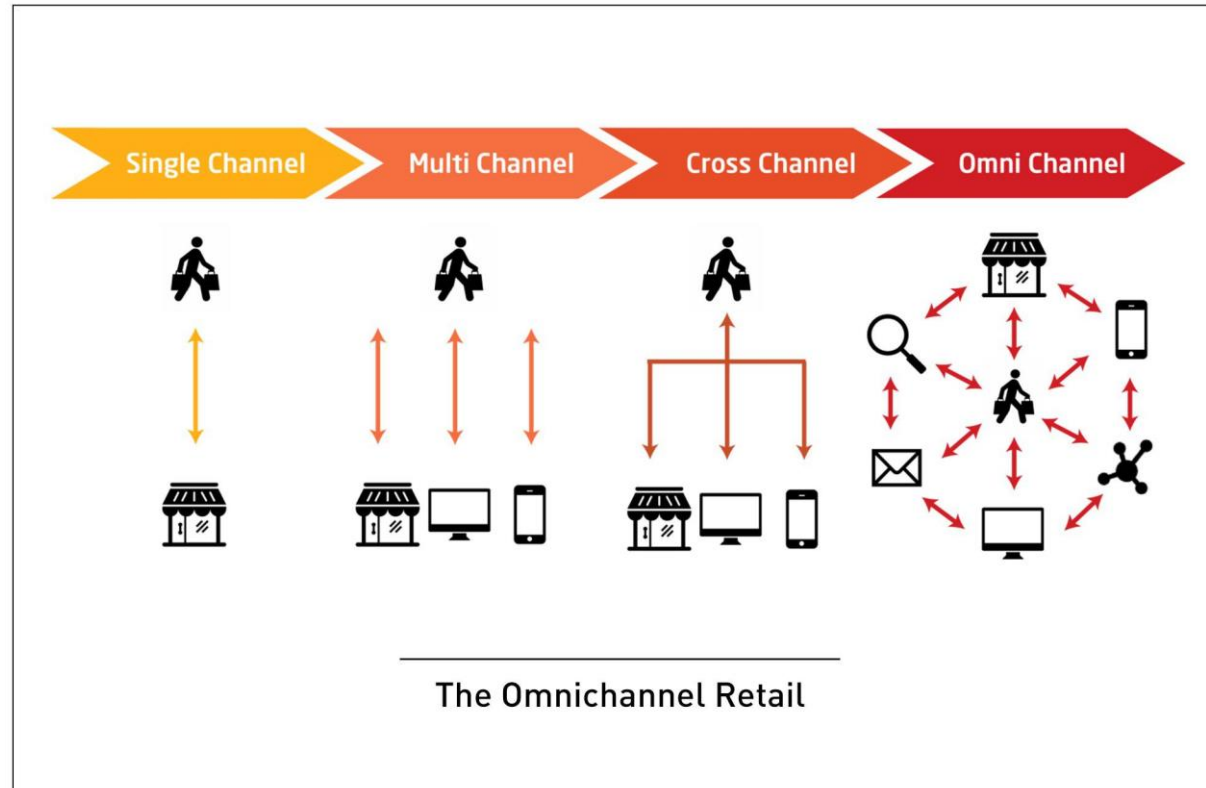 Single Channel
Multi Channel
Cross Channel
Omni Channel
The Omnichannel Retail